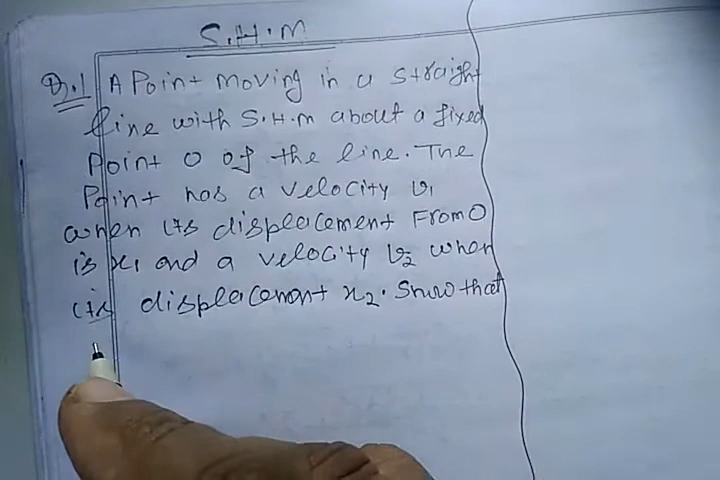 S.H.M
Q.1 A Point moving in a straight
line with S.H.m about a fixed
Point O of the line. The
Point has a velocity v1
when its displacement From O
is x1 and a velocity v2 when
its displacement x2. Show that